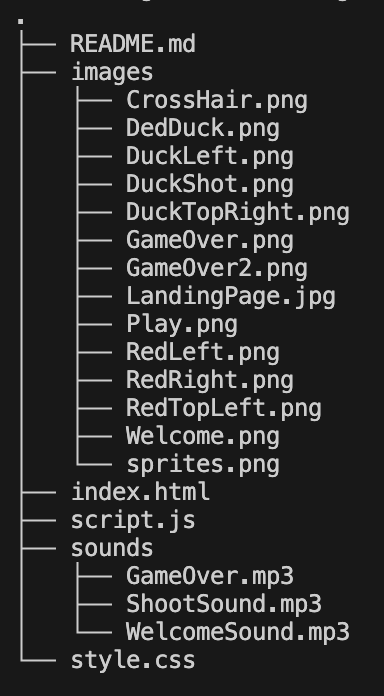 .
├── README.md
├── images
│   ├── CrossHair.png
│   ├── DedDuck.png
│   ├── DuckLeft.png
│   ├── DuckShot.png
│   ├── DuckTopRight.png
│   ├── GameOver.png
│   ├── GameOver2.png
│   ├── LandingPage.jpg
│   ├── Play.png
│   ├── RedLeft.png
│   ├── RedRight.png
│   ├── RedTopLeft.png
│   ├── Welcome.png
│   └── sprites.png
├── index.html
├── script.js
├── sounds
│   ├── GameOver.mp3
│   ├── ShootSound.mp3
│   └── WelcomeSound.mp3
└── style.css